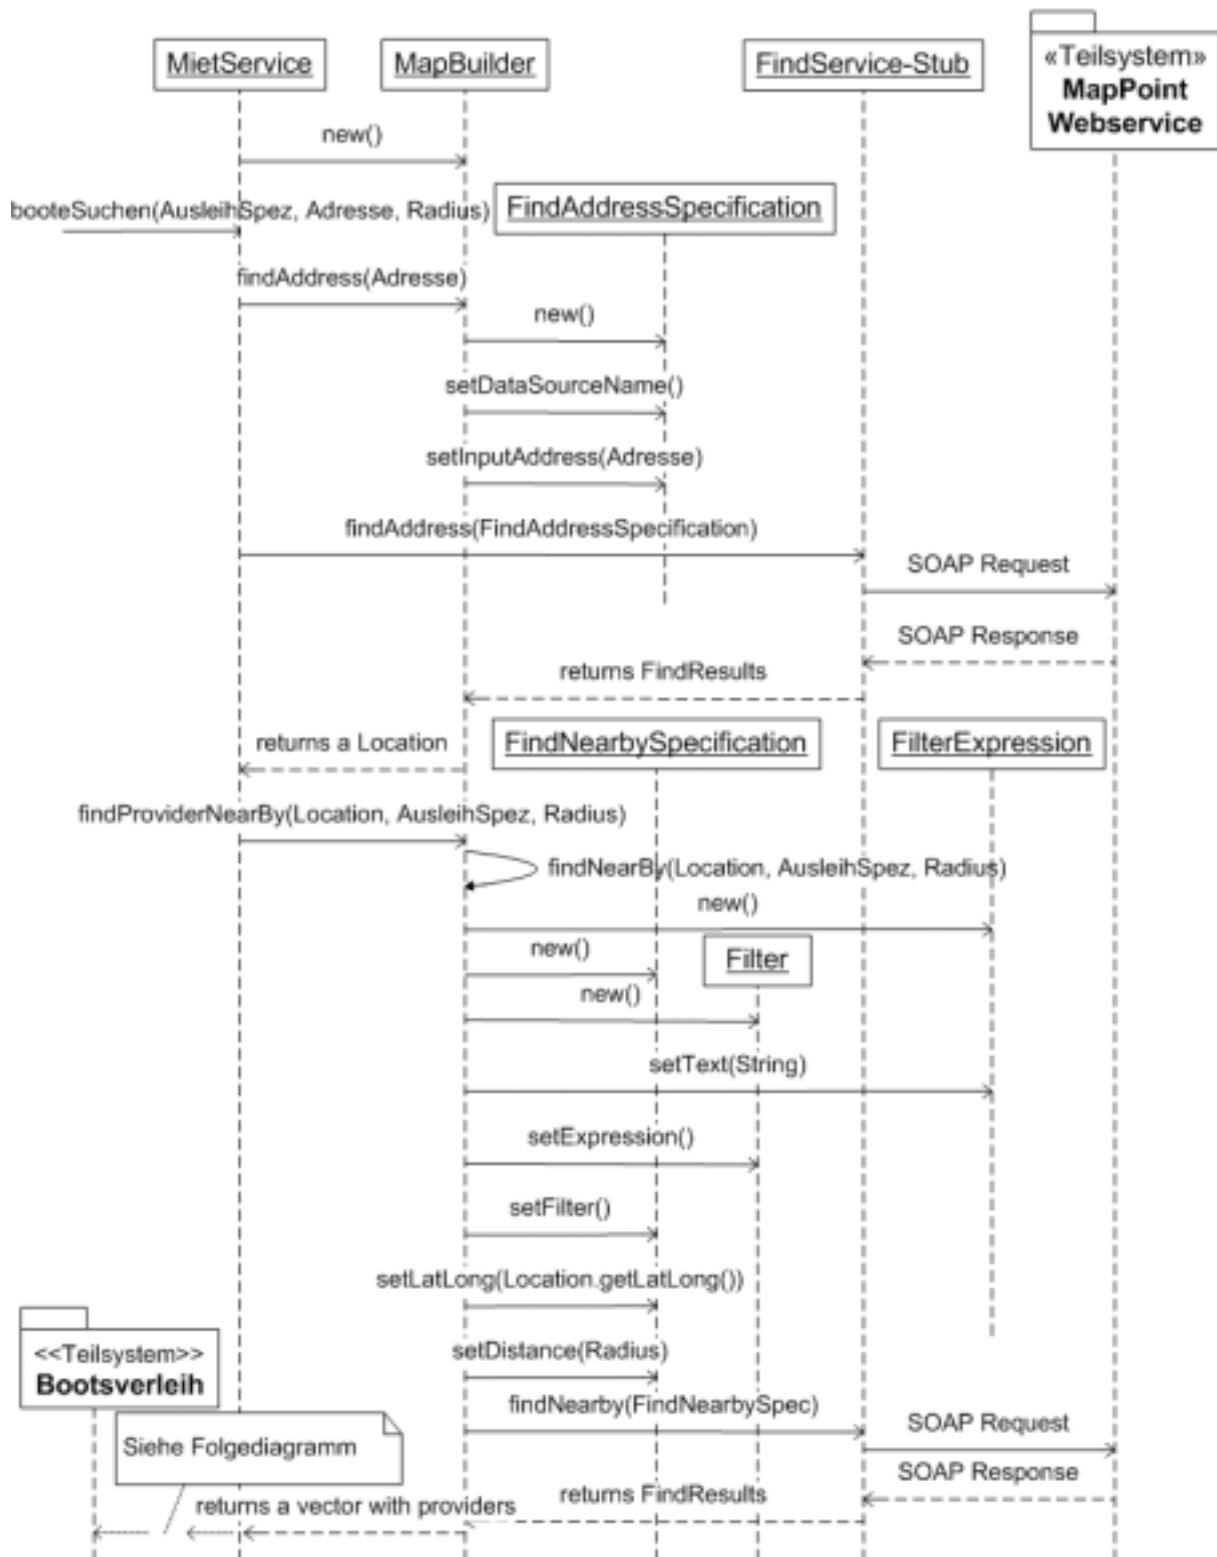 MietService
MapBuilder
FindService-Stub
«Teilsystem»
MapPoint
Webservice
new()
booteSuchen(AusleihSpez, Adresse, Radius)
FindAddressSpecification
findAddress(Adresse)
new()
setDataSourceName()
setInputAddress(Adresse)
findAddress(FindAddressSpecification)
SOAP Request
SOAP Response
returns FindResults
returns a Location
FindNearbySpecification
FilterExpression
findProviderNearBy(Location, AusleihSpez, Radius)
findNearBy(Location, AusleihSpez, Radius)
new()
new()
Filter
new()
setText(String)
setExpression()
setFilter()
setLatLong(Location.getLatLong())
<<Teilsystem>>
Bootsverleih
setDistance(Radius)
findNearby(FindNearbySpec)
SOAP Request
Siehe Folgediagramm
SOAP Response
returns a vector with providers
returns FindResults